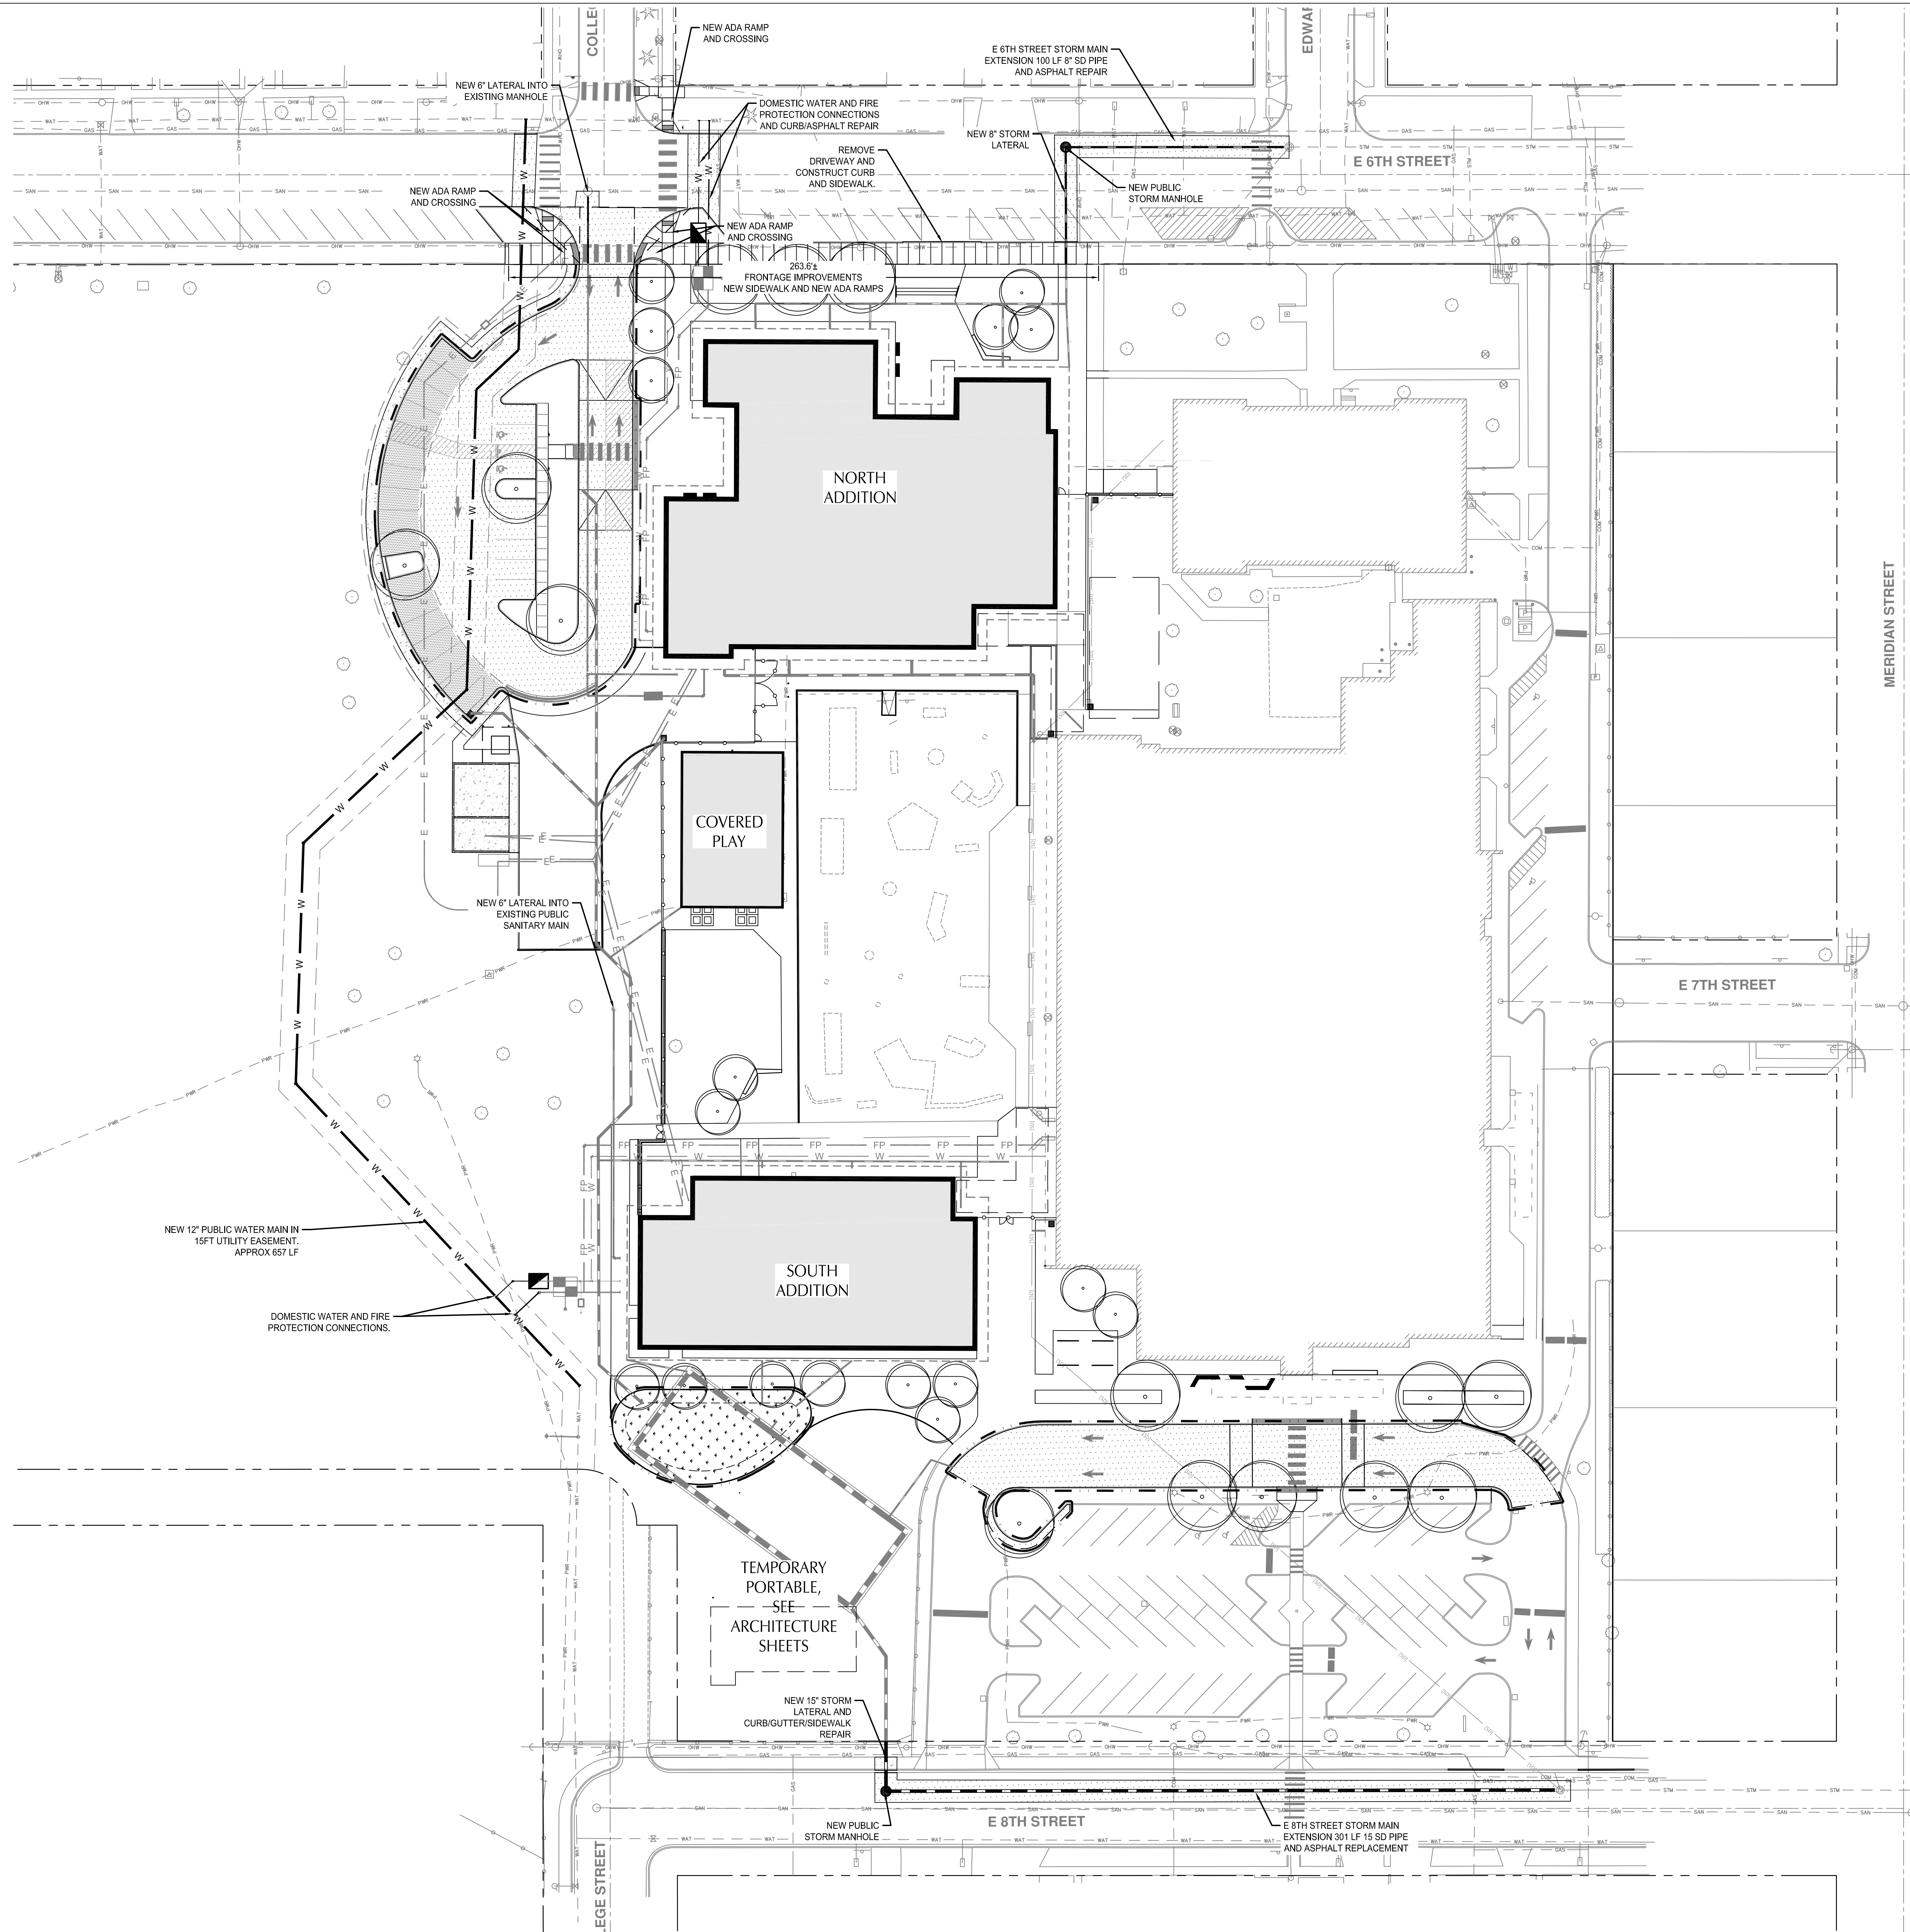 COLLE
EDWAR
NEW ADA RAMP
AND CROSSING
E 6TH STREET STORM MAIN
EXTENSION 100 LF 8" SD PIPE
AND ASPHALT REPAIR
NEW 6" LATERAL INTO
EXISTING MANHOLE
DOMESTIC WATER AND FIRE
PROTECTION CONNECTIONS
AND CURB/ASPHALT REPAIR
NEW 8" STORM
LATERAL
REMOVE
DRIVEWAY AND
CONSTRUCT CURB
AND SIDEWALK.
E 6TH STREET
NEW ADA RAMP
AND CROSSING
NEW PUBLIC
STORM MANHOLE
NEW ADA RAMP
AND CROSSING
263.6'±
FRONTAGE IMPROVEMENTS
NEW SIDEWALK AND NEW ADA RAMPS
NORTH
ADDITION
MERIDIAN STREET
COVERED
PLAY
NEW 6" LATERAL INTO
EXISTING PUBLIC
SANITARY MAIN
E 7TH STREET
NEW 12" PUBLIC WATER MAIN IN
15FT UTILITY EASEMENT.
APPROX 657 LF
SOUTH
ADDITION
DOMESTIC WATER AND FIRE
PROTECTION CONNECTIONS.
TEMPORARY
PORTABLE,
SEE
ARCHITECTURE
SHEETS
NEW 15" STORM
LATERAL AND
CURB/GUTTER/SIDEWALK
REPAIR
NEW PUBLIC
STORM MANHOLE
E 8TH STREET
E 8TH STREET STORM MAIN
EXTENSION 301 LF 15 SD PIPE
AND ASPHALT REPLACEMENT
LEGE STREET